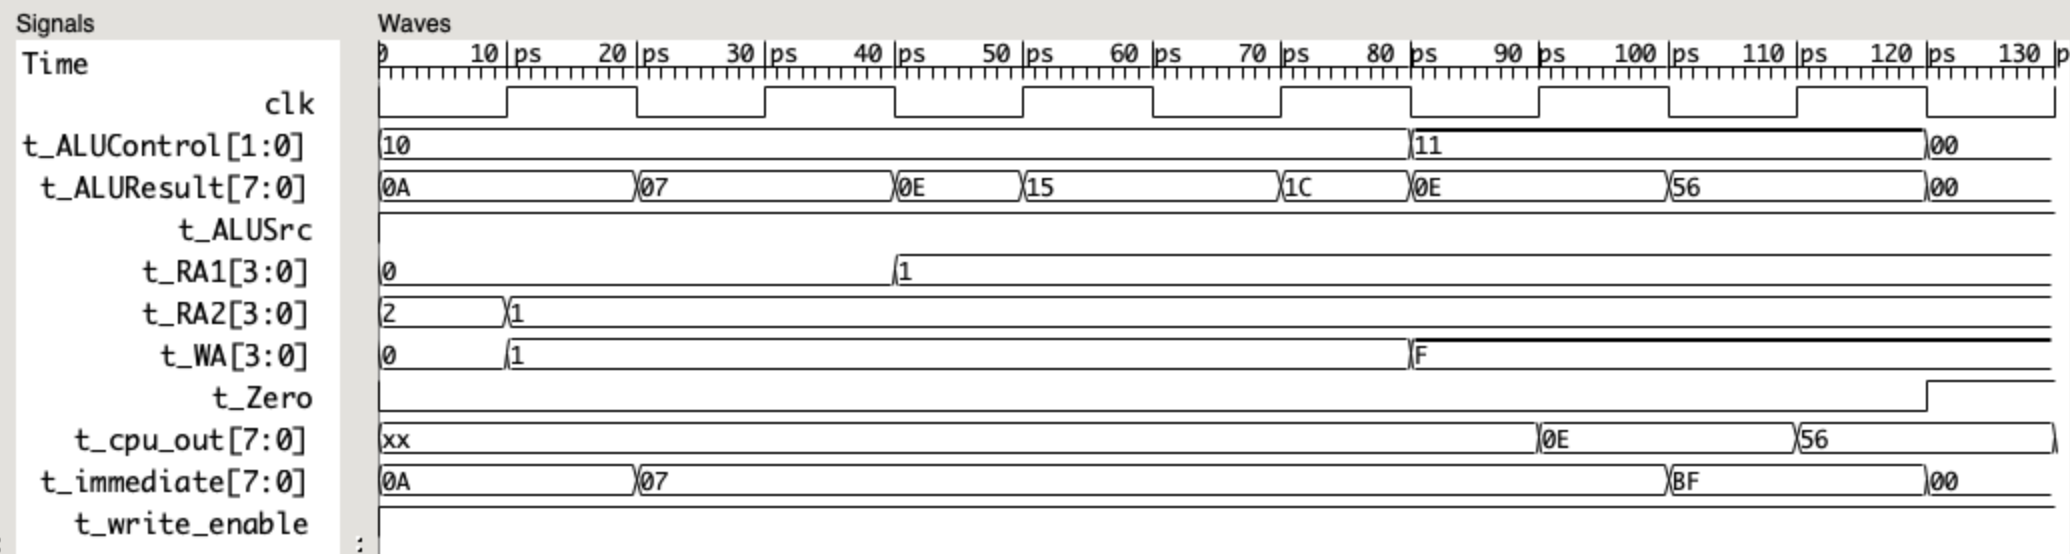 Signals Waves
Time 0 10 ps 20 ps 30 ps 40 ps 50 ps 60 ps 70 ps 80 ps 90 ps 100 ps 110 ps 120 ps 130 p
clk
t_ALUControl[1:0] 10 11 00
t_ALUResult[7:0] 0A 07 0E 15 1C 0E 56 00
t_ALUSrc
t_RA1[3:0] 0 1
t_RA2[3:0] 2 1
t_WA[3:0] 0 1 F
t_Zero
t_cpu_out[7:0] xx 0E 56
t_immediate[7:0] 0A 07 BF 00
t_write_enable